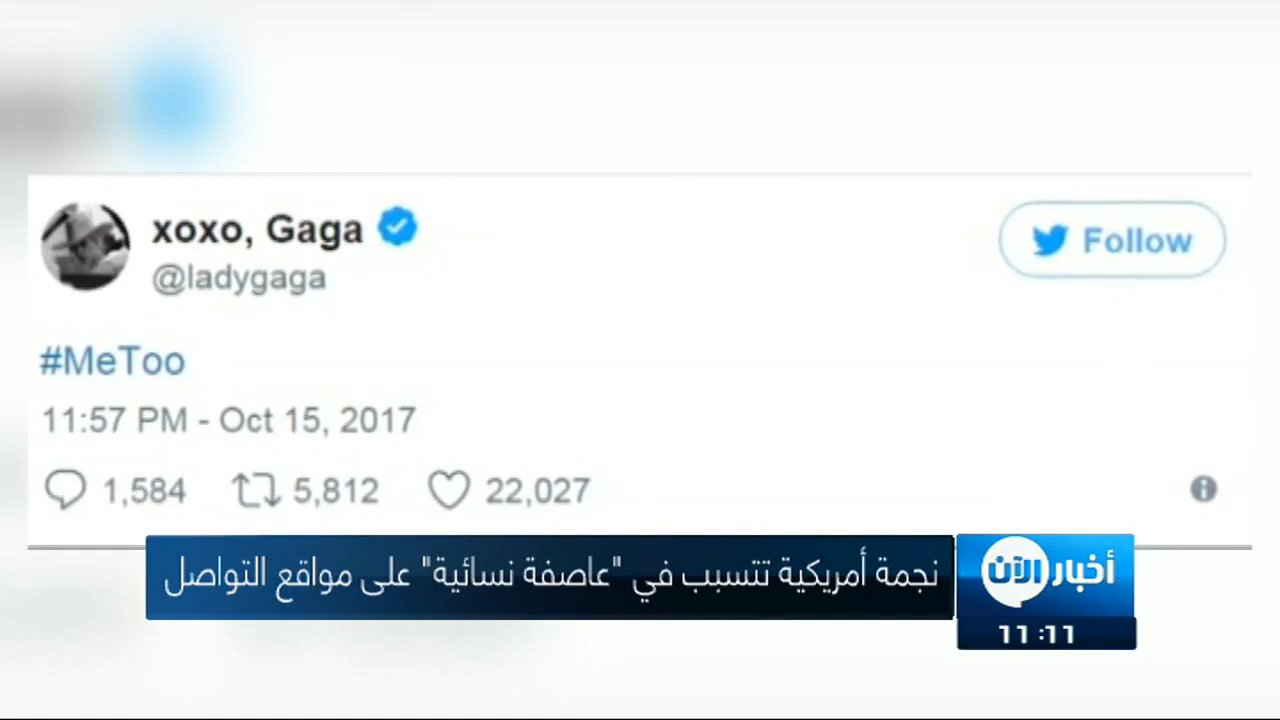 xoxo, Gaga
@ladygaga
Follow
#MeToo
11:57 PM - Oct 15, 2017
1,584 5,812 22,027
نجمة أمريكية تتسبب في "عاصفة نسائية" على مواقع التواصل
أخبار الآن
11:11